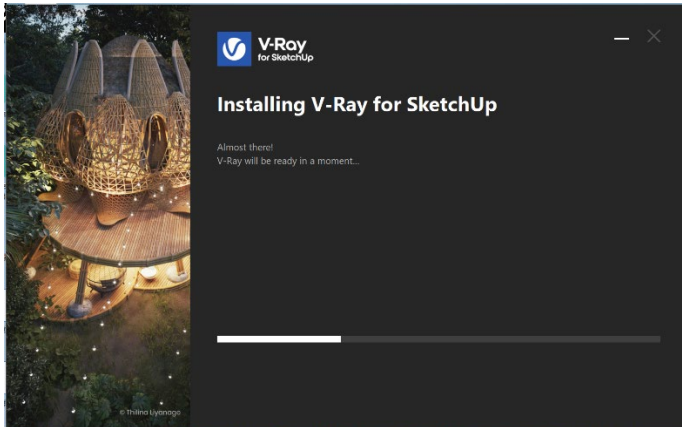 V-Ray
for SketchUp
Installing V-Ray for SketchUp
Almost there!
V-Ray will be ready in a moment...
© Thilina Liyanage